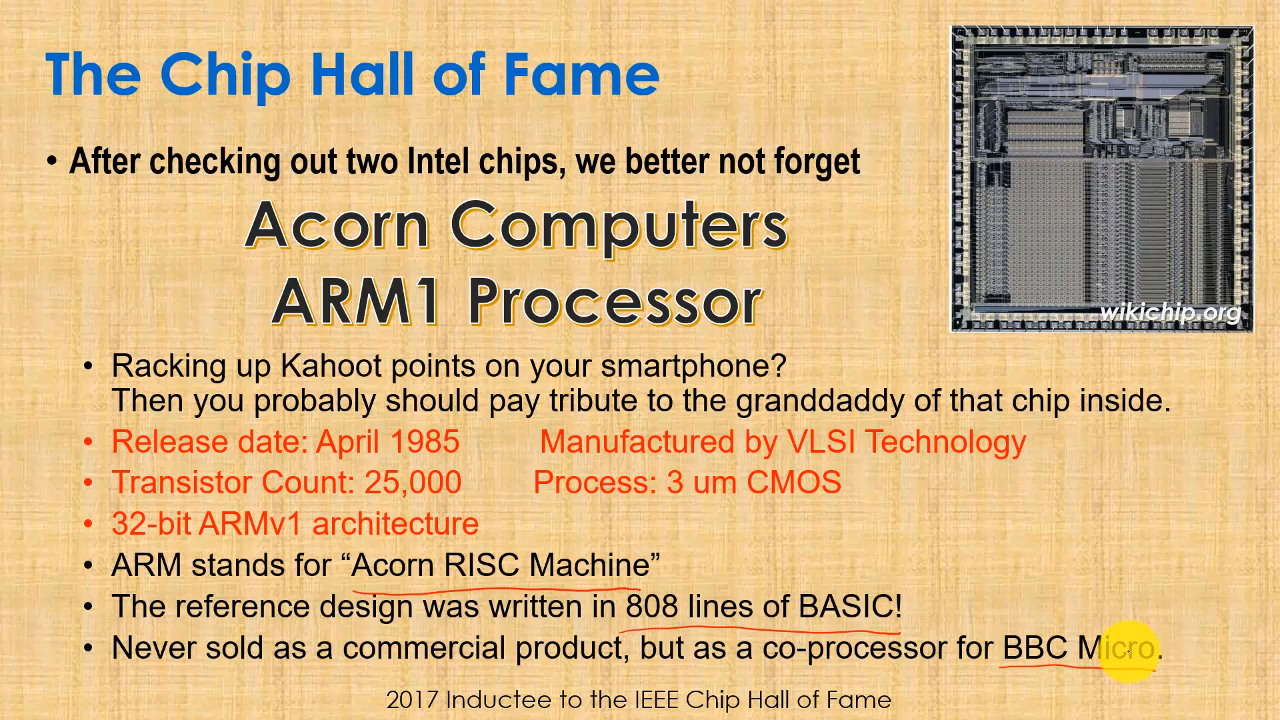 The Chip Hall of Fame
• After checking out two Intel chips, we better not forget
Acorn Computers
ARM1 Processor
wikichip.org
• Racking up Kahoot points on your smartphone?
Then you probably should pay tribute to the granddaddy of that chip inside.
• Release date: April 1985 Manufactured by VLSI Technology
• Transistor Count: 25,000 Process: 3 um CMOS
• 32-bit ARMv1 architecture
• ARM stands for “Acorn RISC Machine”
• The reference design was written in 808 lines of BASIC!
• Never sold as a commercial product, but as a co-processor for BBC Micro.
2017 Inductee to the IEEE Chip Hall of Fame